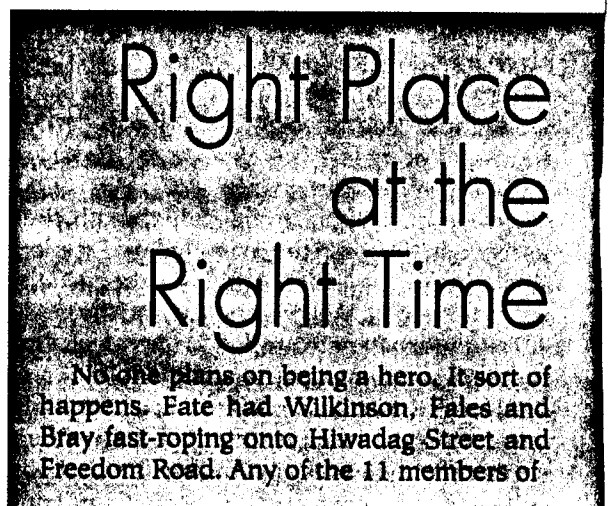 Right Place
at the
Right Time
No one plans on being a hero. It sort of
happens. Fate had Wilkinson, Fales and
Bray fast-roping onto Hiwadag Street and
Freedom Road. Any of the 11 members of